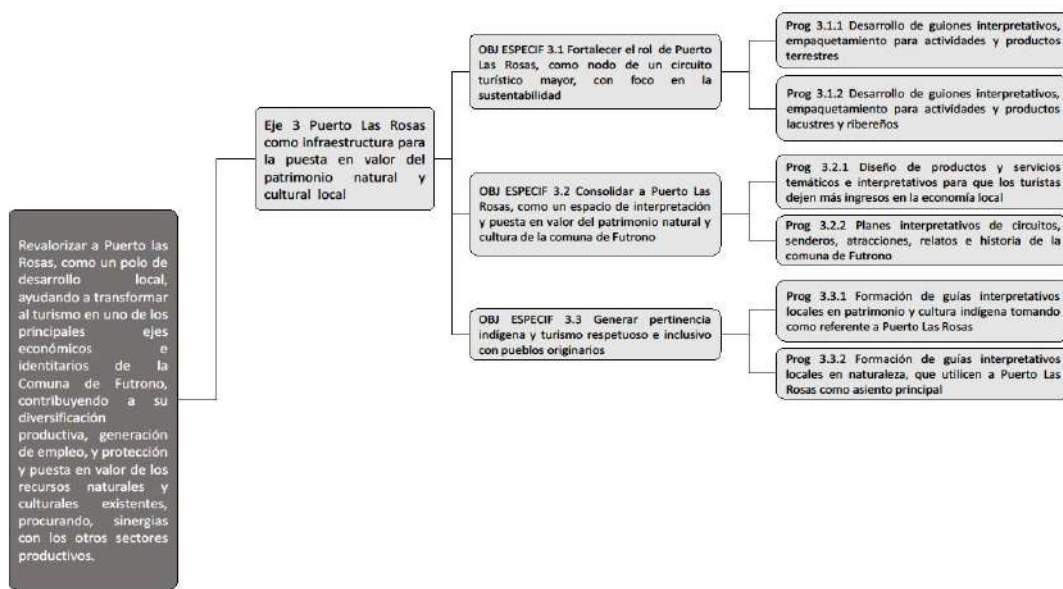 Revalorizar a Puerto las
Rosas, como un polo de
desarrollo local,
ayudando a transformar
al turismo en uno de los
principales ejes
económicos e
identitarios de la
Comuna de Futrono,
contribuyendo a su
diversificación
productiva, generación
de empleo, y protección
y puesta en valor de los
recursos naturales y
culturales existentes,
procurando, sinergias
con los otros sectores
productivos.
Eje 3 Puerto Las Rosas
como infraestructura para
la puesta en valor del
patrimonio natural y
cultural local
OBJ ESPECIF 3.1 Fortalecer el rol de Puerto
Las Rosas, como nodo de un circuito
turístico mayor, con foco en la
sustentabilidad
Prog 3.1.1 Desarrollo de guiones interpretativos,
empaquetamiento para actividades y productos
terrestres
Prog 3.1.2 Desarrollo de guiones interpretativos,
empaquetamiento para actividades y productos
lacustres y ribereños
OBJ ESPECIF 3.2 Consolidar a Puerto Las
Rosas, como un espacio de interpretación
y puesta en valor del patrimonio natural y
cultura de la comuna de Futrono
Prog 3.2.1 Diseño de productos y servicios
temáticos e interpretativos para que los turistas
dejen más ingresos en la economía local
Prog 3.2.2 Planes interpretativos de circuitos,
senderos, atracciones, relatos e historia de la
comuna de Futrono
OBJ ESPECIF 3.3 Generar pertinencia
indígena y turismo respetuoso e inclusivo
con pueblos originarios
Prog 3.3.1 Formación de guías interpretativos
locales en patrimonio y cultura indígena tomando
como referente a Puerto Las Rosas
Prog 3.3.2 Formación de guías interpretativos
locales en naturaleza, que utilicen a Puerto Las
Rosas como asiento principal